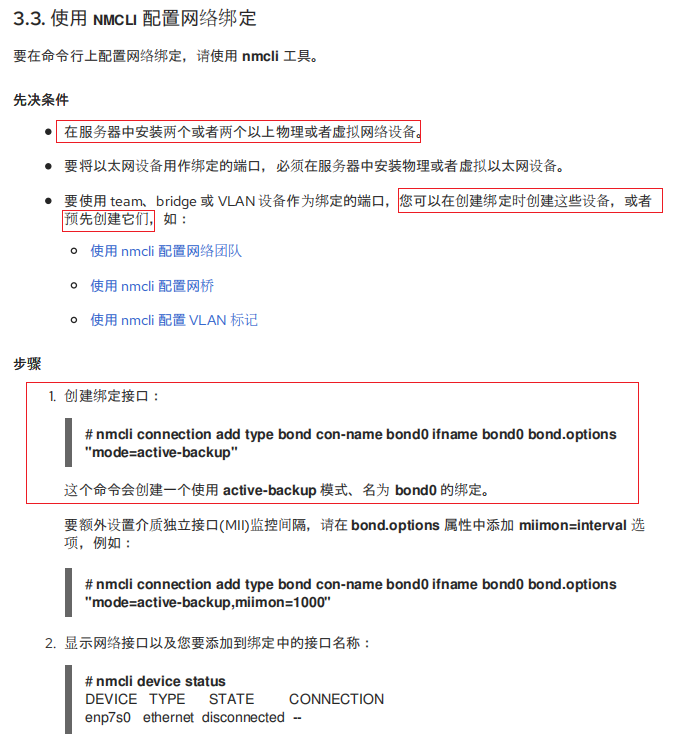 3.3. 使用 NMCLI 配置网络绑定
要在命令行上配置网络绑定，请使用 nmcli 工具。
先决条件
在服务器中安装两个或者两个以上物理或者虚拟网络设备。
要将以太网设备用作绑定的端口，必须在服务器中安装物理或者虚拟以太网设备。
要使用 team、bridge 或 VLAN 设备作为绑定的端口，您可以在创建绑定时创建这些设备，或者
预先创建它们，如：
使用 nmcli 配置网络团队
使用 nmcli 配置网桥
使用 nmcli 配置 VLAN 标记
步骤
1. 创建绑定接口：
# nmcli connection add type bond con-name bond0 ifname bond0 bond.options
"mode=active-backup"
这个命令会创建一个使用 active-backup 模式、名为 bond0 的绑定。
要额外设置介质独立接口(MII)监控间隔，请在 bond.options 属性中添加 miimon=interval 选
项，例如：
# nmcli connection add type bond con-name bond0 ifname bond0 bond.options
"mode=active-backup,miimon=1000"
2. 显示网络接口以及您要添加到绑定中的接口名称：
# nmcli device status
DEVICE TYPE STATE CONNECTION
enp7s0 ethernet disconnected --